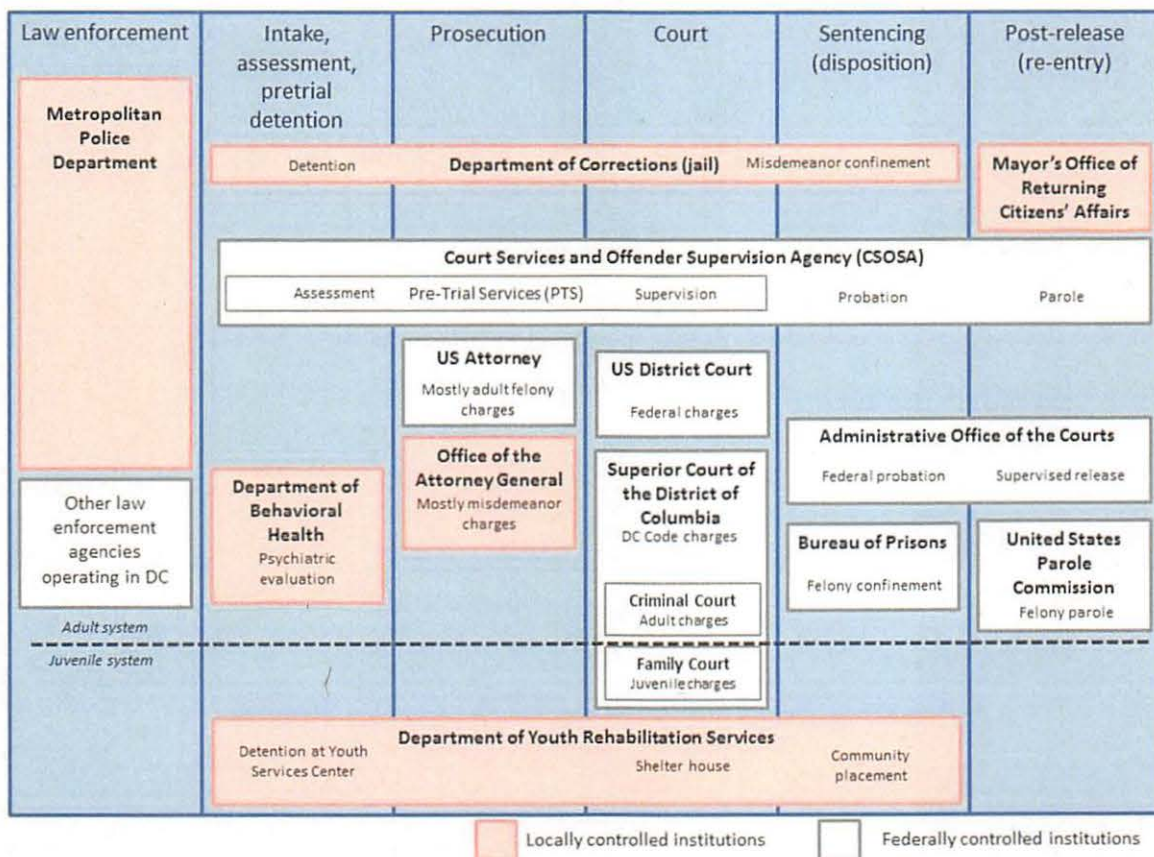 Law enforcement
Intake,
assessment,
pretrial
detention
Prosecution
Court
Sentencing
(disposition)
Post-release
(re-entry)
Metropolitan
Police
Department
Detention
Department of Corrections (jail)
Misdemeanor confinement
Mayor's Office of
Returning
Citizens' Affairs
Court Services and Offender Supervision Agency (CSOSA)
Assessment
Pre-Trial Services (PTS)
Supervision
Probation
Parole
US Attorney
Mostly adult felony
charges
US District Court
Federal charges
Office of the
Attorney General
Mostly misdemeanor
charges
Administrative Office of the Courts
Federal probation
Supervised release
Department of
Behavioral
Health
Psychiatric
evaluation
Superior Court of
the District of
Columbia
DC Code charges
Other law
enforcement
agencies
operating in DC
Bureau of Prisons
Felony confinement
United States
Parole
Commission
Felony parole
Criminal Court
Adult charges
Adult system
Juvenile system
Family Court
Juvenile charges
Department of Youth Rehabilitation Services
Detention at Youth
Services Center
Shelter house
Community
placement
Locally controlled institutions
Federally controlled institutions